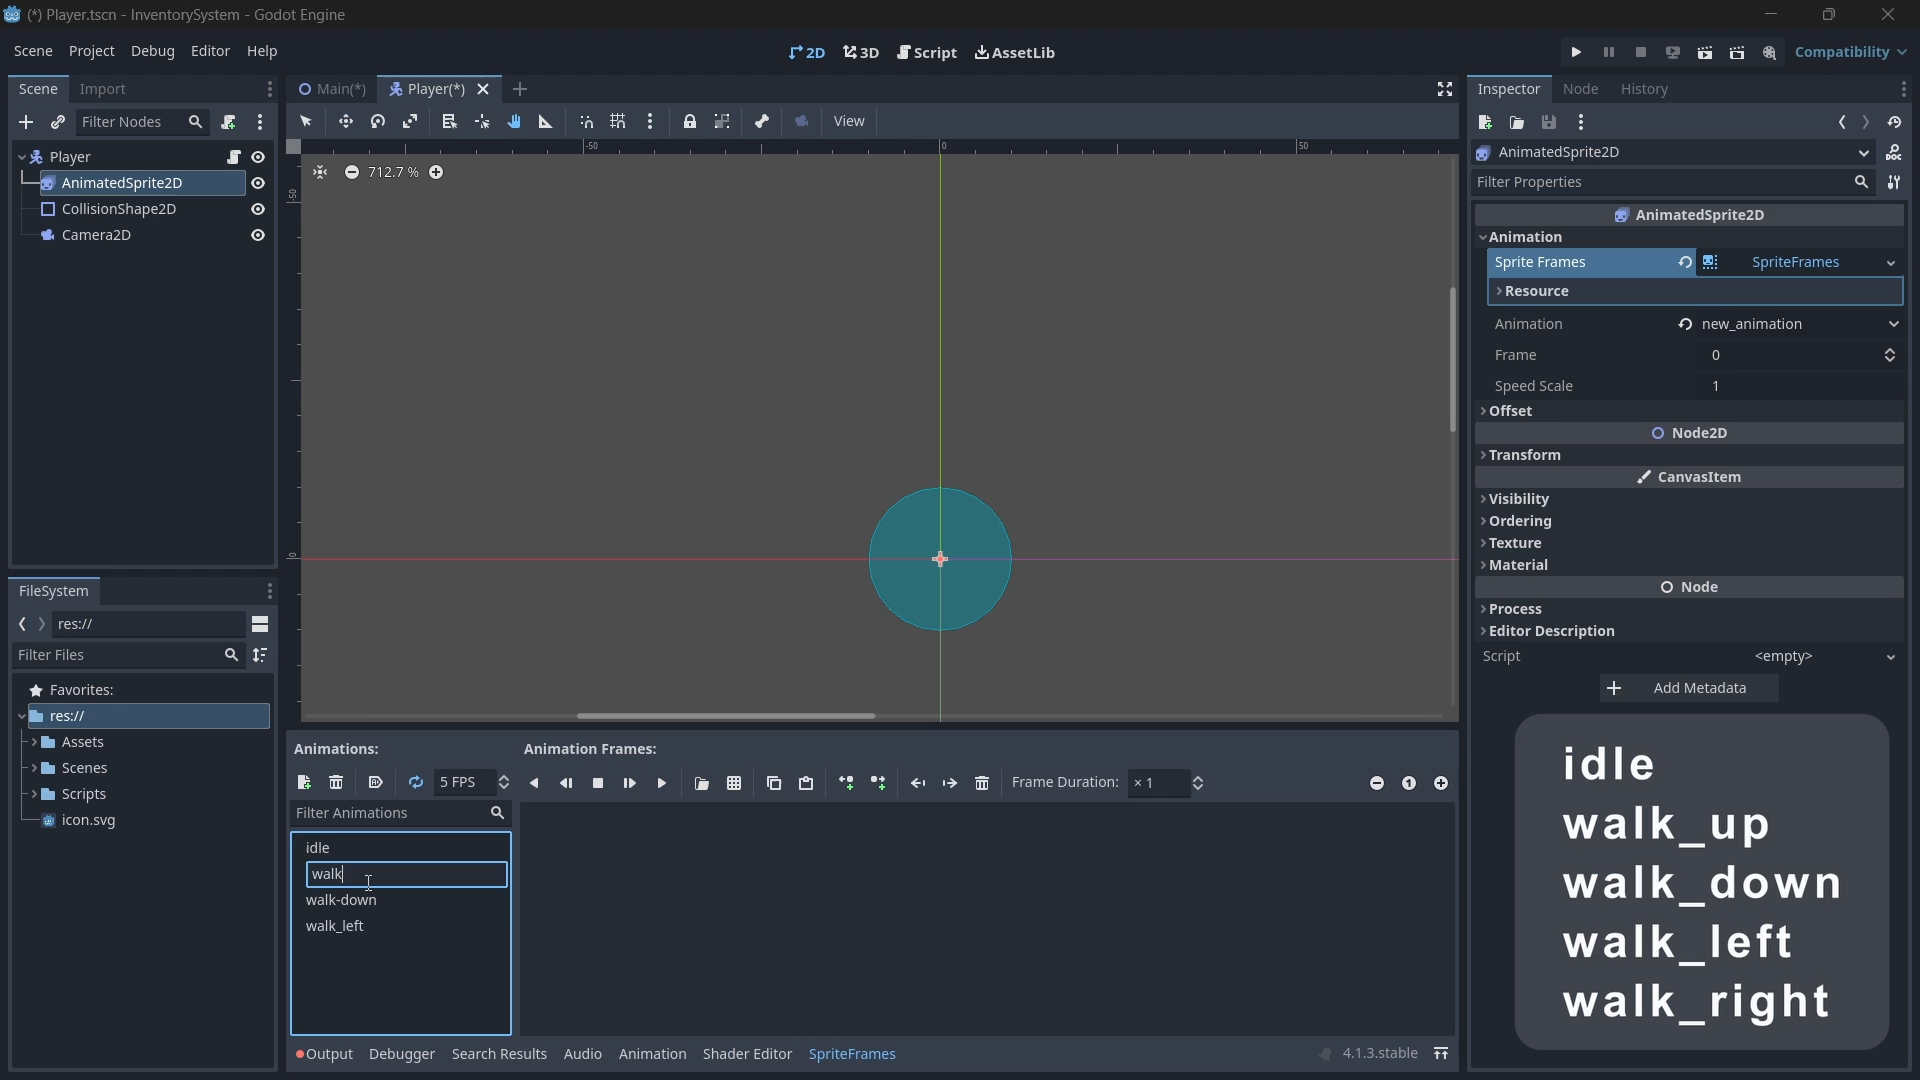 (*) Player.tscn - InventorySystem - Godot Engine
Scene Project Debug Editor Help
2D 3D Script AssetLib
Compatibility
Scene Import
Main(*) Player(*)
Inspector Node History
Filter Nodes
View
Player
AnimatedSprite2D
CollisionShape2D
Camera2D
712.7 %
-50
0
50
-50
0
AnimatedSprite2D
Filter Properties
AnimatedSprite2D
Animation
Sprite Frames SpriteFrames
Resource
Animation new_animation
Frame 0
Speed Scale 1
Offset
Node2D
Transform
CanvasItem
Visibility
Ordering
Texture
Material
Node
Process
Editor Description
Script <empty>
Add Metadata
FileSystem
res://
Filter Files
Favorites:
res://
Assets
Scenes
Scripts
icon.svg
Animations: Animation Frames:
5 FPS
Frame Duration: × 1
1
Filter Animations
idle
walk
walk-down
walk_left
Output Debugger Search Results Audio Animation Shader Editor SpriteFrames
4.1.3.stable
idle
walk_up
walk_down
walk_left
walk_right